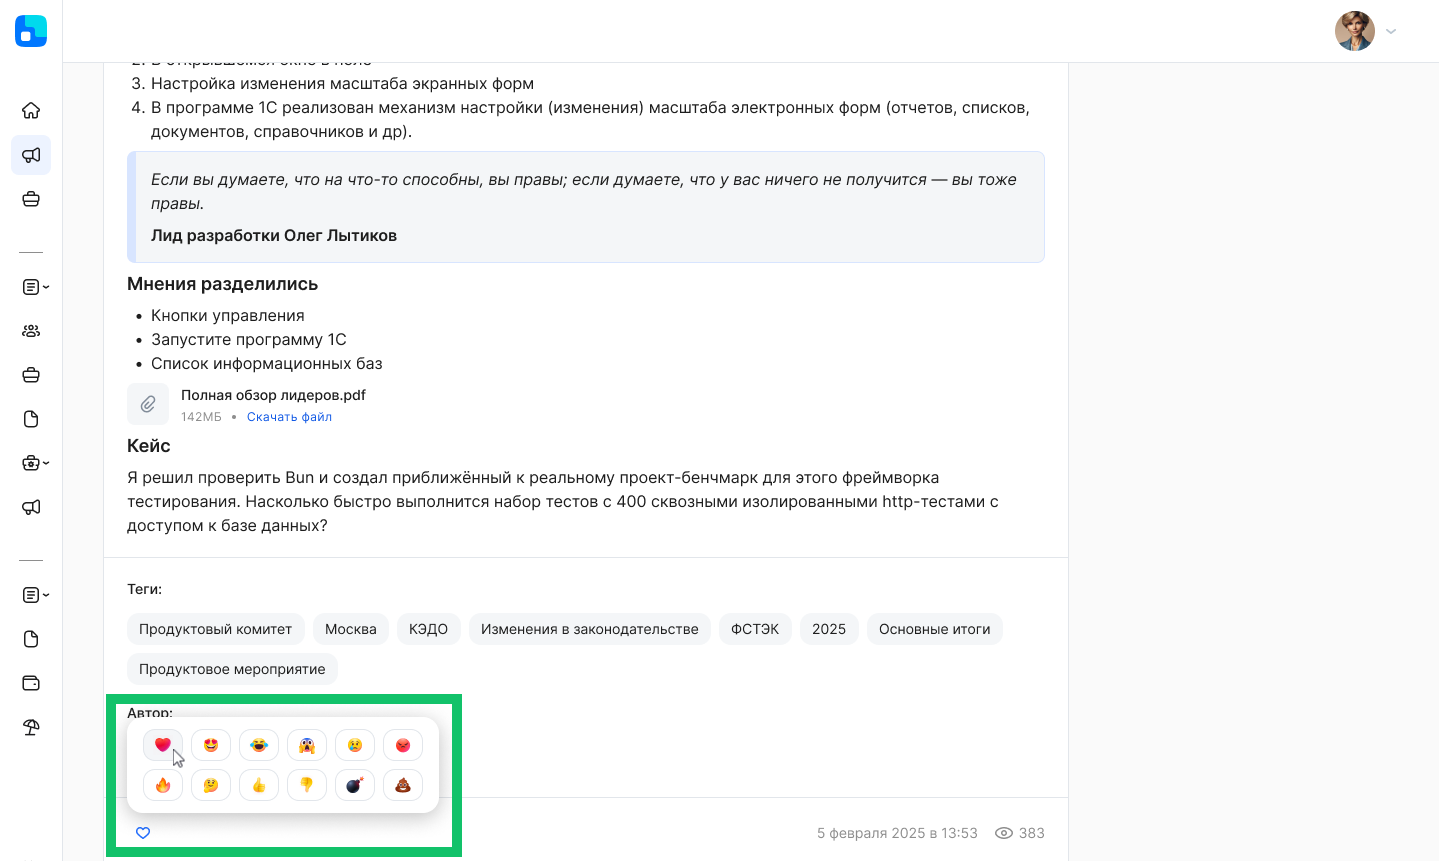 2. В открывшемся окне в поле
3. Настройка изменения масштаба экранных форм
4. В программе 1С реализован механизм настройки (изменения) масштаба электронных форм (отчетов, списков,
документов, справочников и др).
Если вы думаете, что на что-то способны, вы правы; если думаете, что у вас ничего не получится — вы тоже
правы.
Лид разработки Олег Лытиков
Мнения разделились
• Кнопки управления
• Запустите программу 1С
• Список информационных баз
Полная обзор лидеров.pdf
142МБ • Скачать файл
Кейс
Я решил проверить Bun и создал приближённый к реальному проект-бенчмарк для этого фреймворка
тестирования. Насколько быстро выполнится набор тестов с 400 сквозными изолированными http-тестами с
доступом к базе данных?
Теги:
Продуктовый комитет Москва КЭДО Изменения в законодательстве ФСТЭК 2025 Основные итоги
Продуктовое мероприятие
Автор:
5 февраля 2025 в 13:53 383